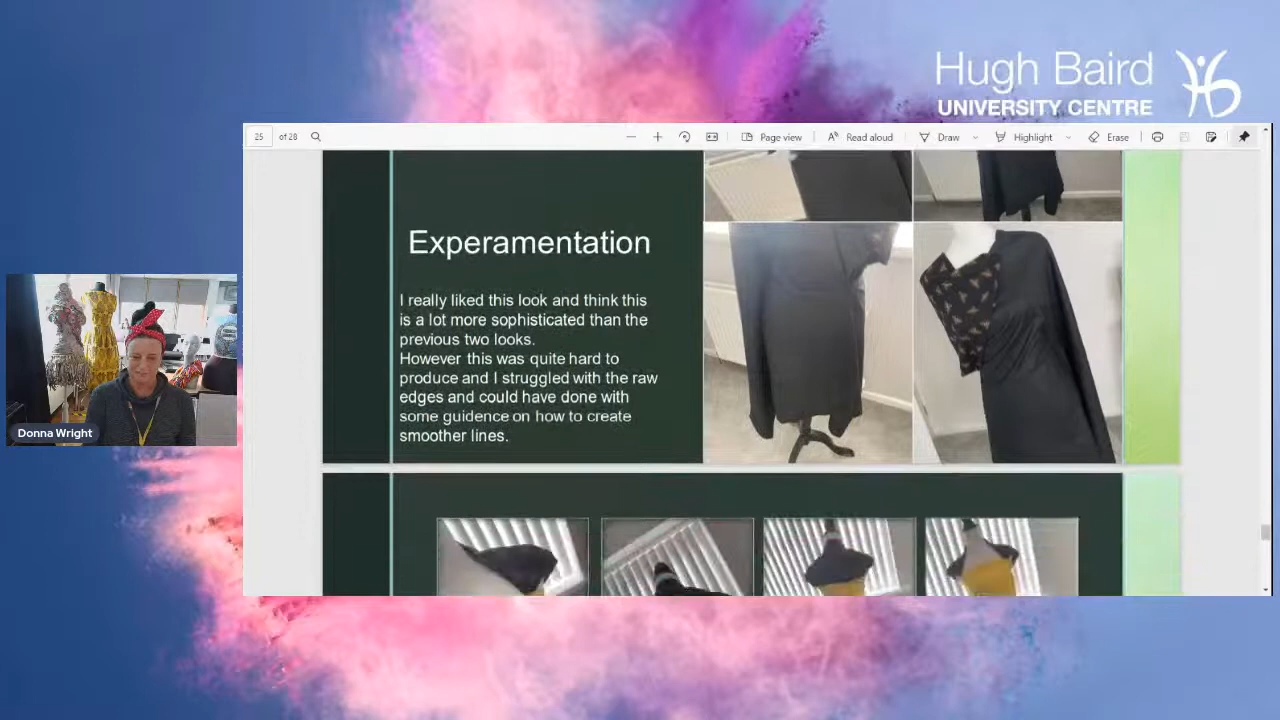 Hugh Baird
UNIVERSITY CENTRE
25 of 28
Page view
Read aloud
Draw
Highlight
Erase
Experamentation
I really liked this look and think this
is a lot more sophisticated than the
previous two looks.
However this was quite hard to
produce and I struggled with the raw
edges and could have done with
some guidance on how to create
smoother lines.
Donna Wright